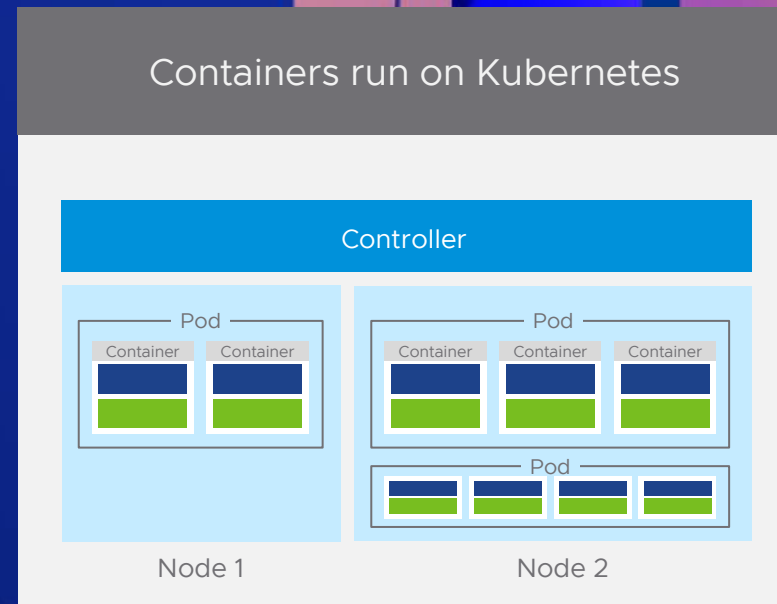 Containers run on Kubernetes
Controller
Pod
Container Container
Pod
Container Container Container
Pod
Node 1
Node 2